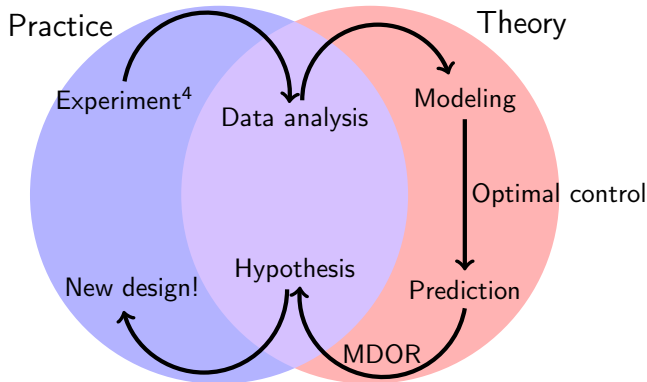 Practice
Theory
Experiment⁴
Data analysis
Modeling
Optimal control
Prediction
MDOR
Hypothesis
New design!